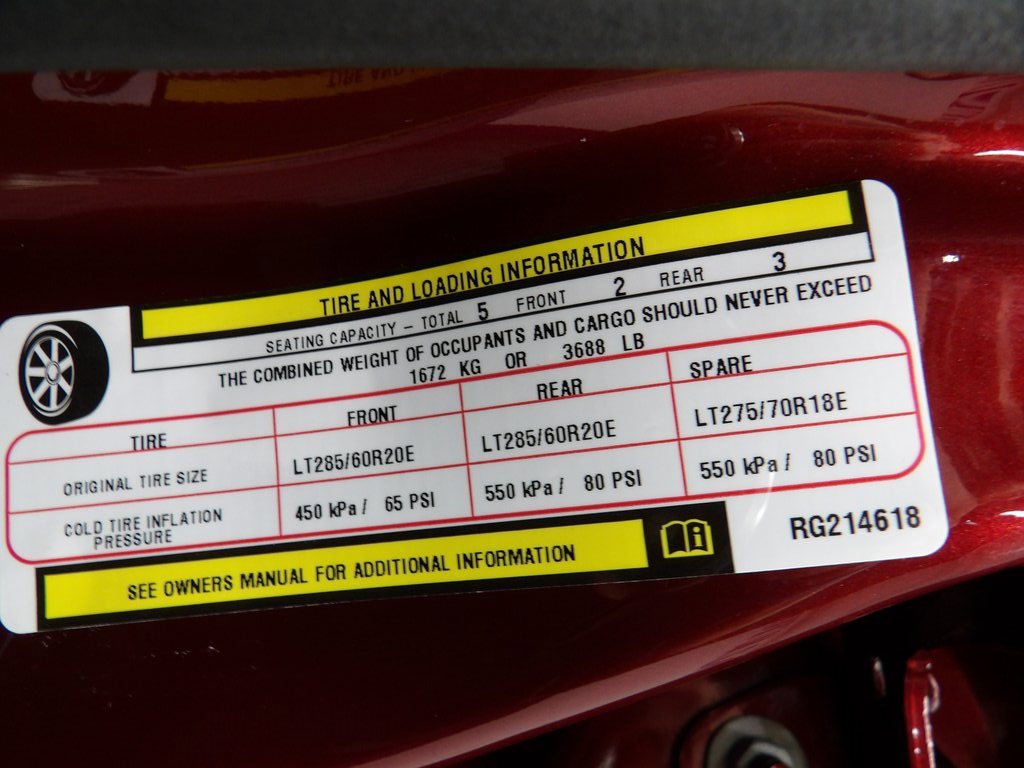 TIRE AND LOADING INFORMATION
SEATING CAPACITY - TOTAL 5 FRONT 2 REAR 3
THE COMBINED WEIGHT OF OCCUPANTS AND CARGO SHOULD NEVER EXCEED
1672 KG OR 3688 LB
TIRE FRONT REAR SPARE
ORIGINAL TIRE SIZE LT285/60R20E LT285/60R20E LT275/70R18E
COLD TIRE INFLATION PRESSURE 450 kPa/ 65 PSI 550 kPa/ 80 PSI 550 kPa/ 80 PSI
SEE OWNERS MANUAL FOR ADDITIONAL INFORMATION
RG214618